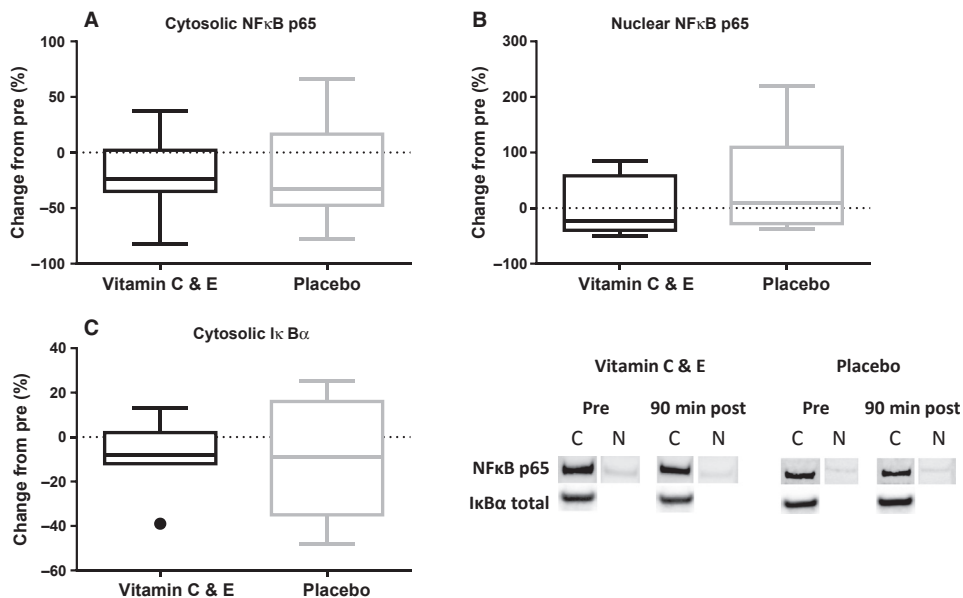 A
Cytosolic NFκB p65
Change from pre (%)
100
50
0
–50
–100
Vitamin C & E
Placebo
B
Nuclear NFκB p65
Change from pre (%)
300
200
100
0
–100
Vitamin C & E
Placebo
C
Cytosolic Iκ Bα
Change from pre (%)
40
20
0
–20
–40
–60
Vitamin C & E
Placebo
Vitamin C & E Placebo
Pre 90 min post Pre 90 min post
C N C N C N C N
NFκB p65
IκBα total